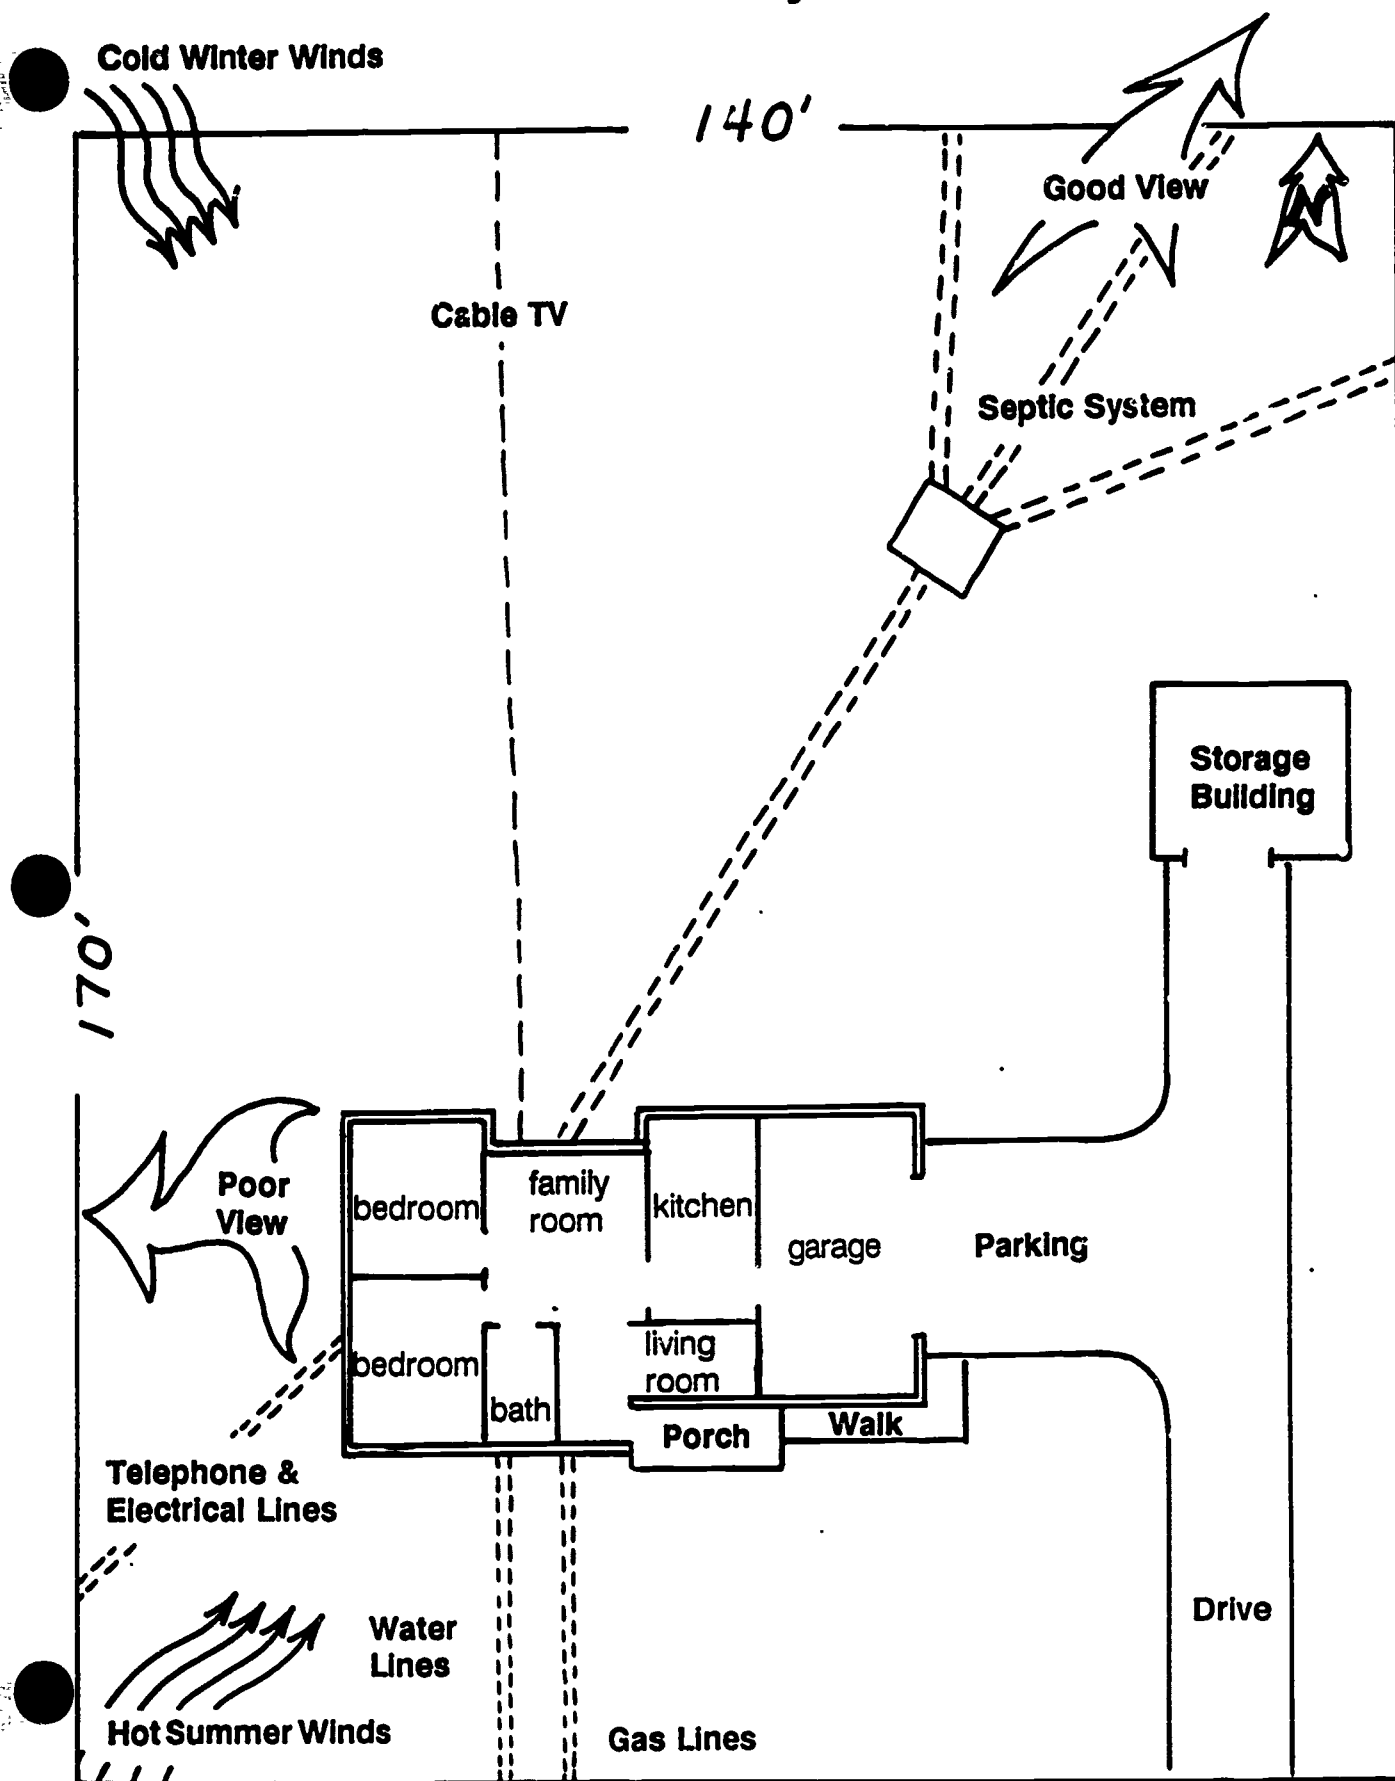 Cold Winter Winds
140'
Good View
N
Cable TV
Septic System
Storage
Building
170'
Poor
View
bedroom
family
room
kitchen
garage
Parking
bedroom
living
room
bath
Porch
Walk
Telephone &
Electrical Lines
Water
Lines
Drive
Hot Summer Winds
Gas Lines